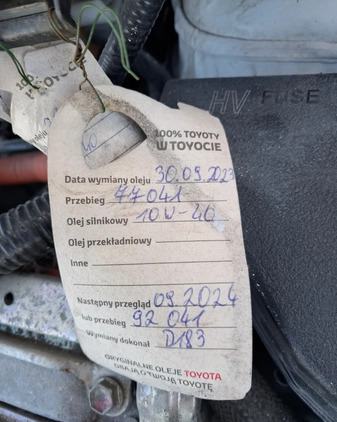 HV FUSE
100% TOYOTY
W TOYOCIE
Data wymiany oleju 30.09.2023
Przebieg 77041
Olej silnikowy 10W-40
Olej przekładniowy
Inne
Następny przegląd 09.2024
lub przebieg 92 041
Wymiany dokonał D183
ORYGINALNE OLEJE TOYOTA
DBAJĄ O TWOJĄ TOYOTĘ